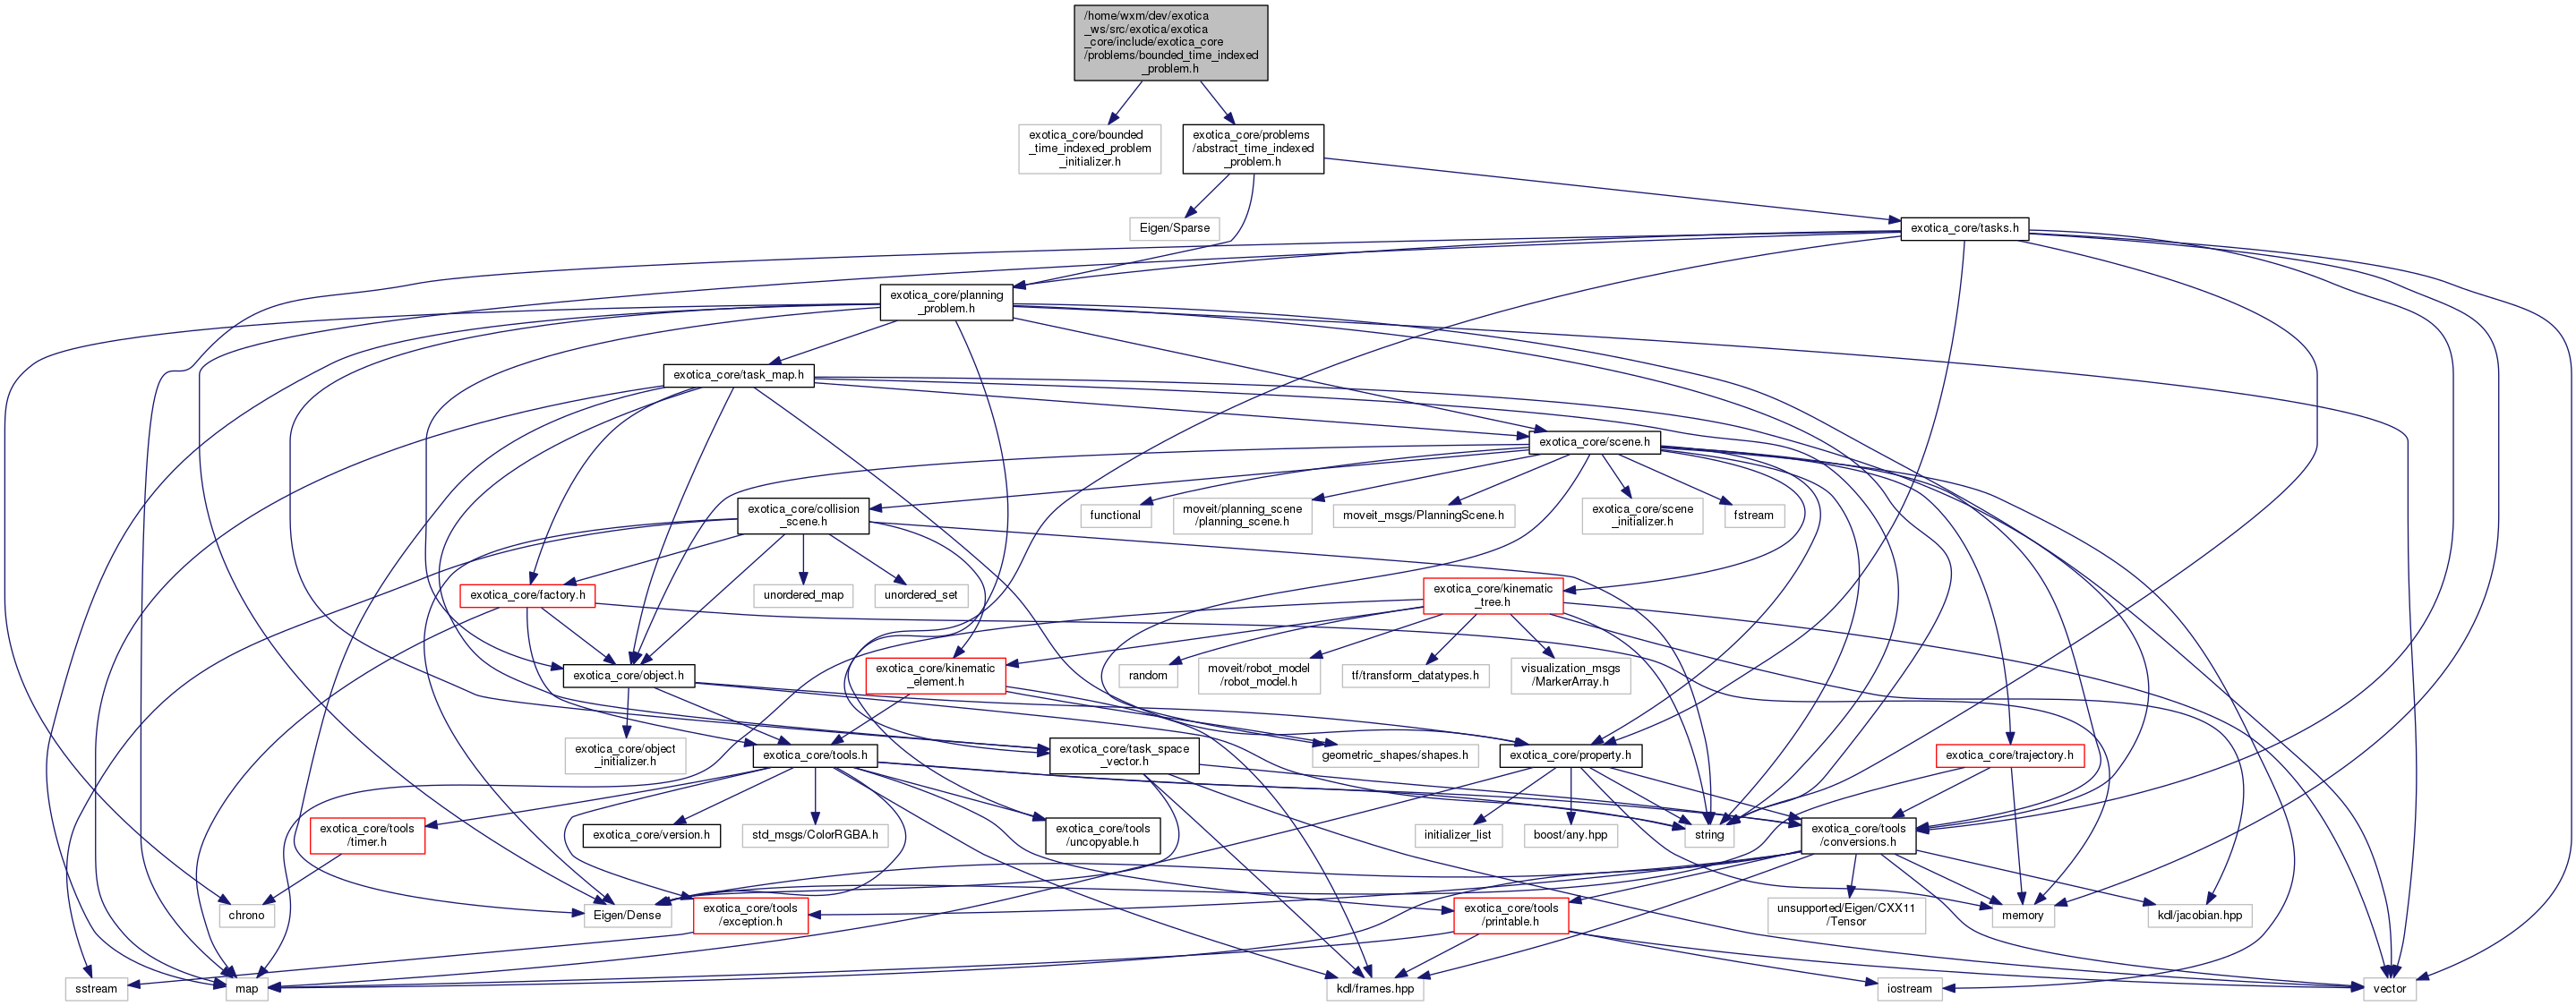 /home/wxm/dev/exotica
_ws/src/exotica/exotica
_core/include/exotica_core
/problems/bounded_time_indexed
_problem.h
exotica_core/bounded
_time_indexed_problem
_initializer.h
exotica_core/problems
/abstract_time_indexed
_problem.h
Eigen/Sparse
exotica_core/tasks.h
exotica_core/planning
_problem.h
exotica_core/task_map.h
exotica_core/scene.h
exotica_core/collision
_scene.h
functional
moveit/planning_scene
/planning_scene.h
moveit_msgs/PlanningScene.h
exotica_core/scene
_initializer.h
fstream
exotica_core/factory.h
unordered_map
unordered_set
exotica_core/kinematic
_tree.h
exotica_core/object.h
exotica_core/kinematic
_element.h
random
moveit/robot_model
/robot_model.h
tf/transform_datatypes.h
visualization_msgs
/MarkerArray.h
exotica_core/object
_initializer.h
exotica_core/tools.h
exotica_core/task_space
_vector.h
geometric_shapes/shapes.h
exotica_core/property.h
exotica_core/trajectory.h
exotica_core/tools
/timer.h
exotica_core/version.h
std_msgs/ColorRGBA.h
exotica_core/tools
/uncopyable.h
initializer_list
boost/any.hpp
string
exotica_core/tools
/conversions.h
chrono
Eigen/Dense
exotica_core/tools
/exception.h
exotica_core/tools
/printable.h
unsupported/Eigen/CXX11
/Tensor
memory
kdl/jacobian.hpp
sstream
map
kdl/frames.hpp
iostream
vector